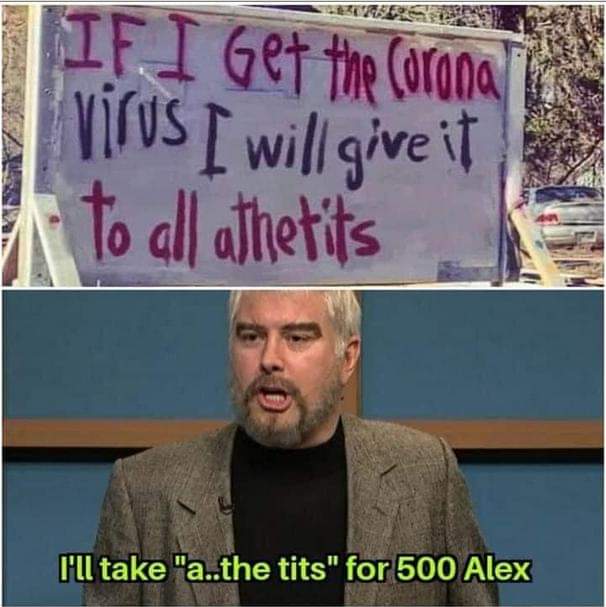 IF I Get the Corona
virus I will give it
to all athetits
I'll take "a..the tits" for 500 Alex